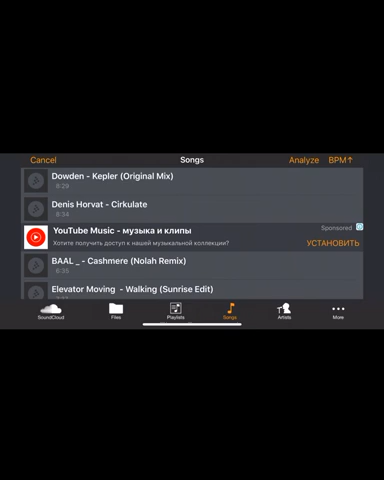 Cancel Songs Analyze BPM↑
Dowden - Kepler (Original Mix)
8:29
Denis Horvat - Cirkulate
8:34
YouTube Music - музыка и клипы
Sponsored
Хотите получить доступ к нашей музыкальной коллекции?
УСТАНОВИТЬ
BAAL _ - Cashmere (Nolah Remix)
6:35
Elevator Moving - Walking (Sunrise Edit)
SoundCloud Files Playlists Songs Artists More